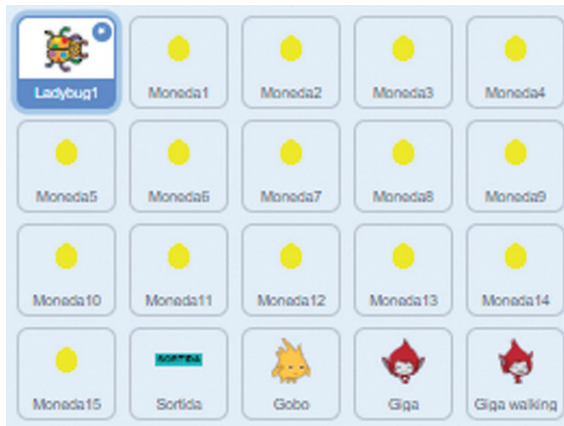 Ladybug1 Moneda1 Moneda2 Moneda3 Moneda4
Moneda5 Moneda6 Moneda7 Moneda8 Moneda9
Moneda10 Moneda11 Moneda12 Moneda13 Moneda14
SORTIDA
Moneda15 Sortida Gobo Giga Giga walking